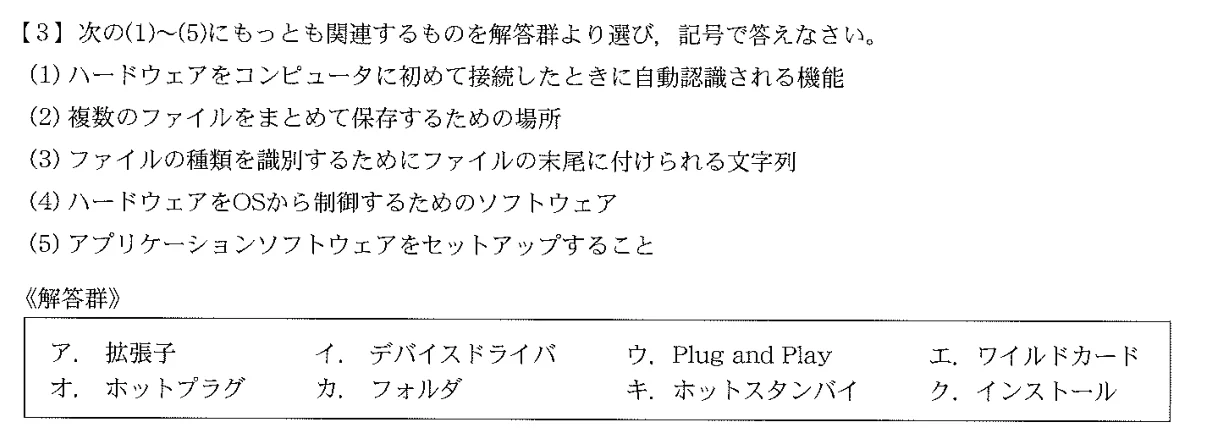 【3】次の(1)～(5)にもっとも関連するものを解答群より選び，記号で答えなさい。
(1) ハードウェアをコンピュータに初めて接続したときに自動認識される機能
(2) 複数のファイルをまとめて保存するための場所
(3) ファイルの種類を識別するためにファイルの末尾に付けられる文字列
(4) ハードウェアをOSから制御するためのソフトウェア
(5) アプリケーションソフトウェアをセットアップすること
《解答群》
ア．拡張子　イ．デバイスドライバ　ウ．Plug and Play　エ．ワイルドカード
オ．ホットプラグ　カ．フォルダ　キ．ホットスタンバイ　ク．インストール